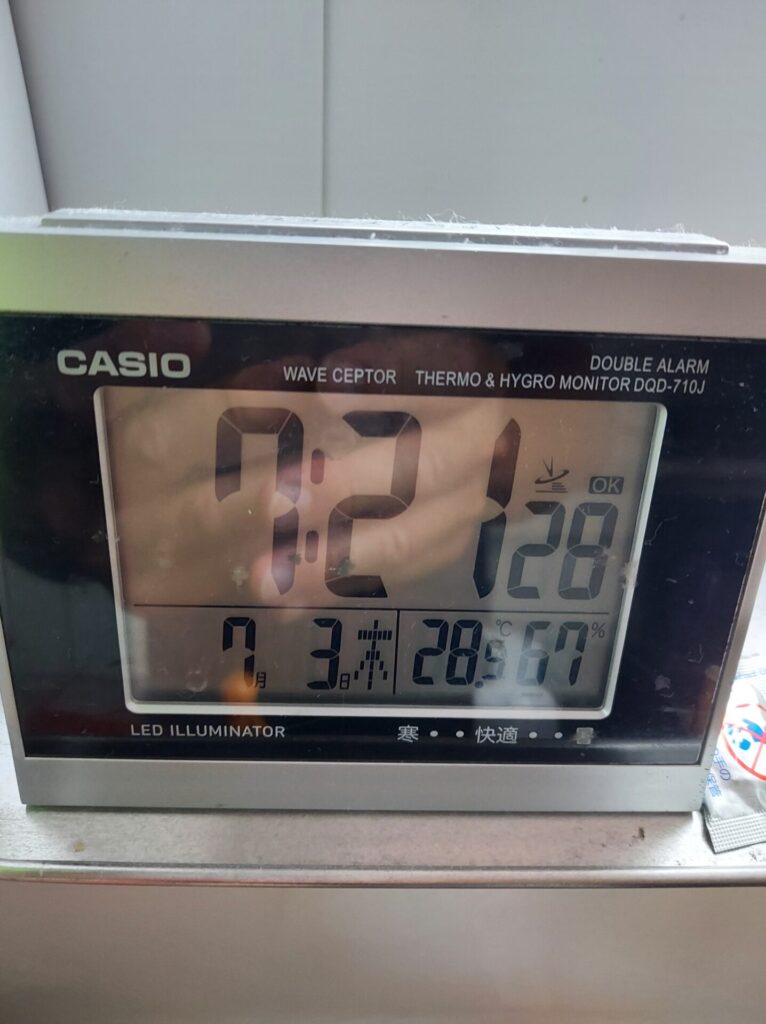 CASIO
DOUBLE ALARM
WAVE CEPTOR THERMO & HYGRO MONITOR DQD-710J
7:21 28
OK
7月 3日 木 28.5℃ 67%
LED ILLUMINATOR
寒 • • 快適 • • 暑